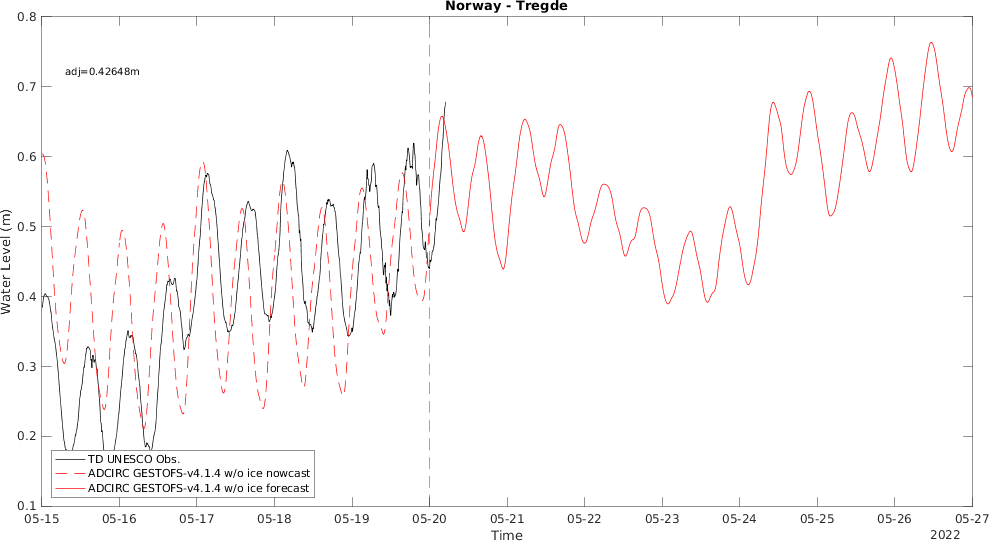 Norway - Tregde
0.8
adj=0.42648m
0.7
0.6
0.5
Water Level (m)
0.4
0.3
0.2
TD UNESCO Obs.
ADCIRC GESTOFS-v4.1.4 w/o ice nowcast
ADCIRC GESTOFS-v4.1.4 w/o ice forecast
0.1
05-15 05-16 05-17 05-18 05-19 05-20 05-21 05-22 05-23 05-24 05-25 05-26 05-27
Time
2022